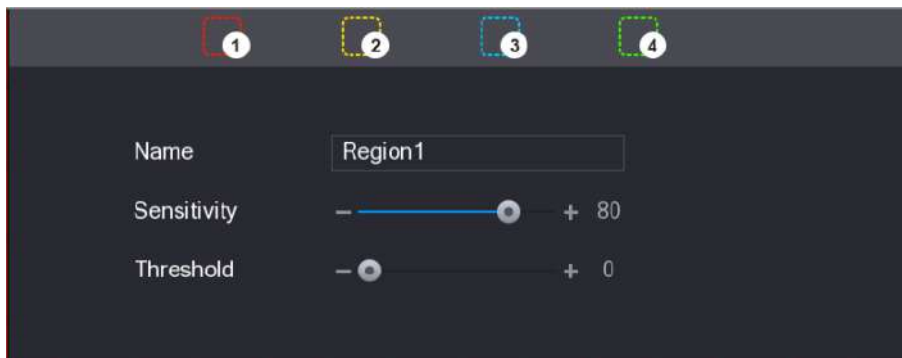 1 2 3 4
Name Region1
Sensitivity − + 80
Threshold − + 0